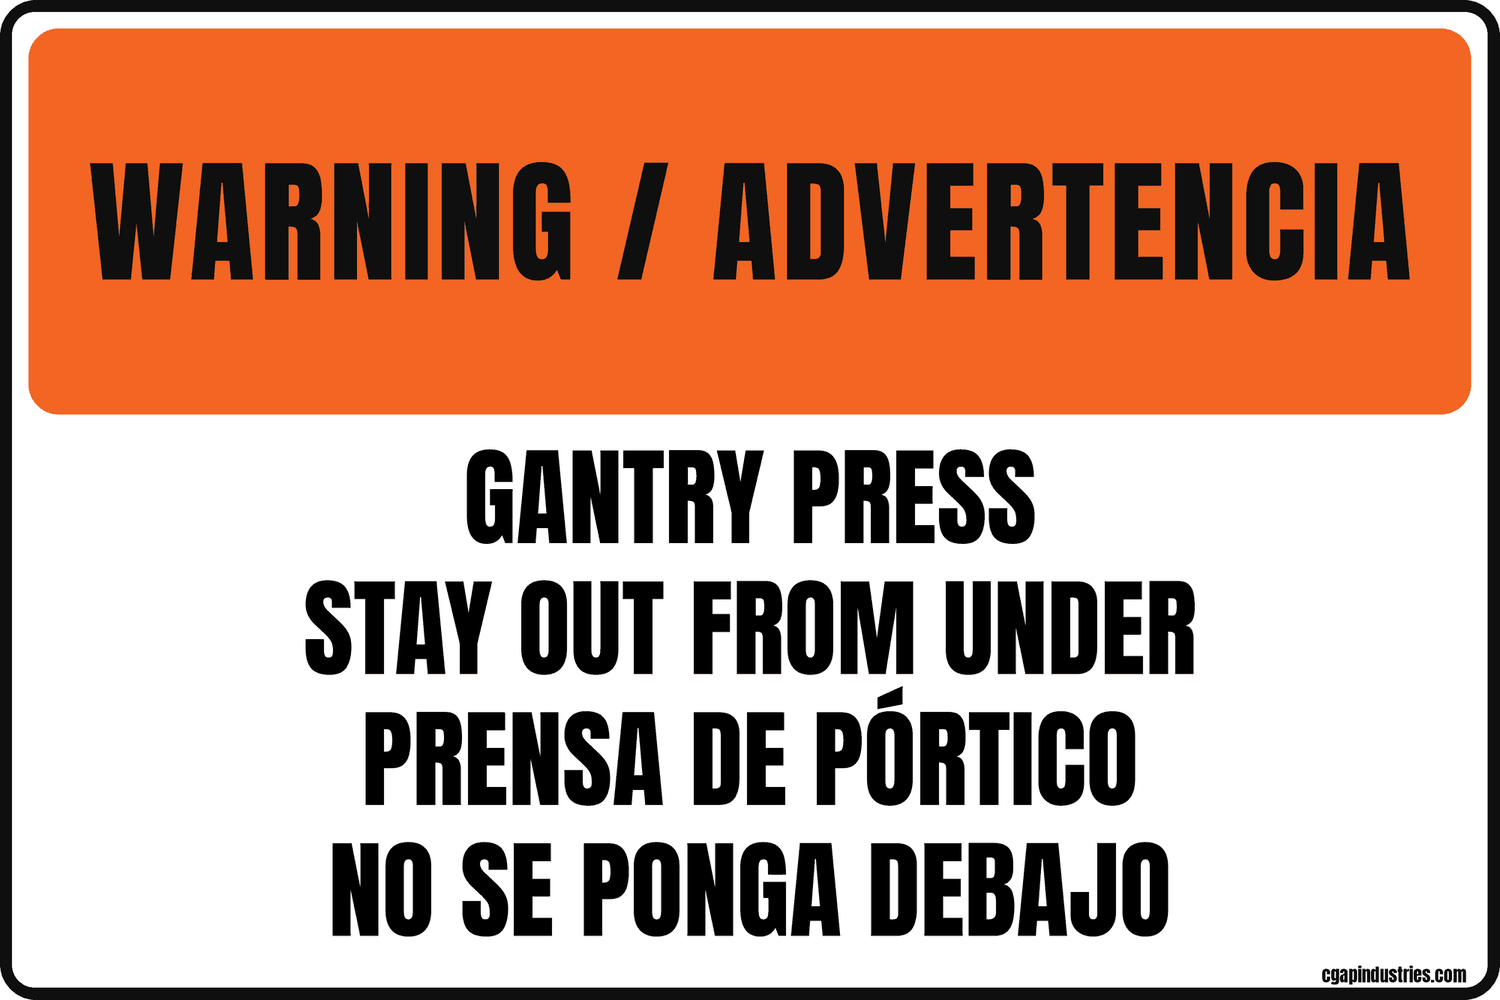 WARNING / ADVERTENCIA
GANTRY PRESS
STAY OUT FROM UNDER
PRENSA DE PÓRTICO
NO SE PONGA DEBAJO
cgapindustries.com